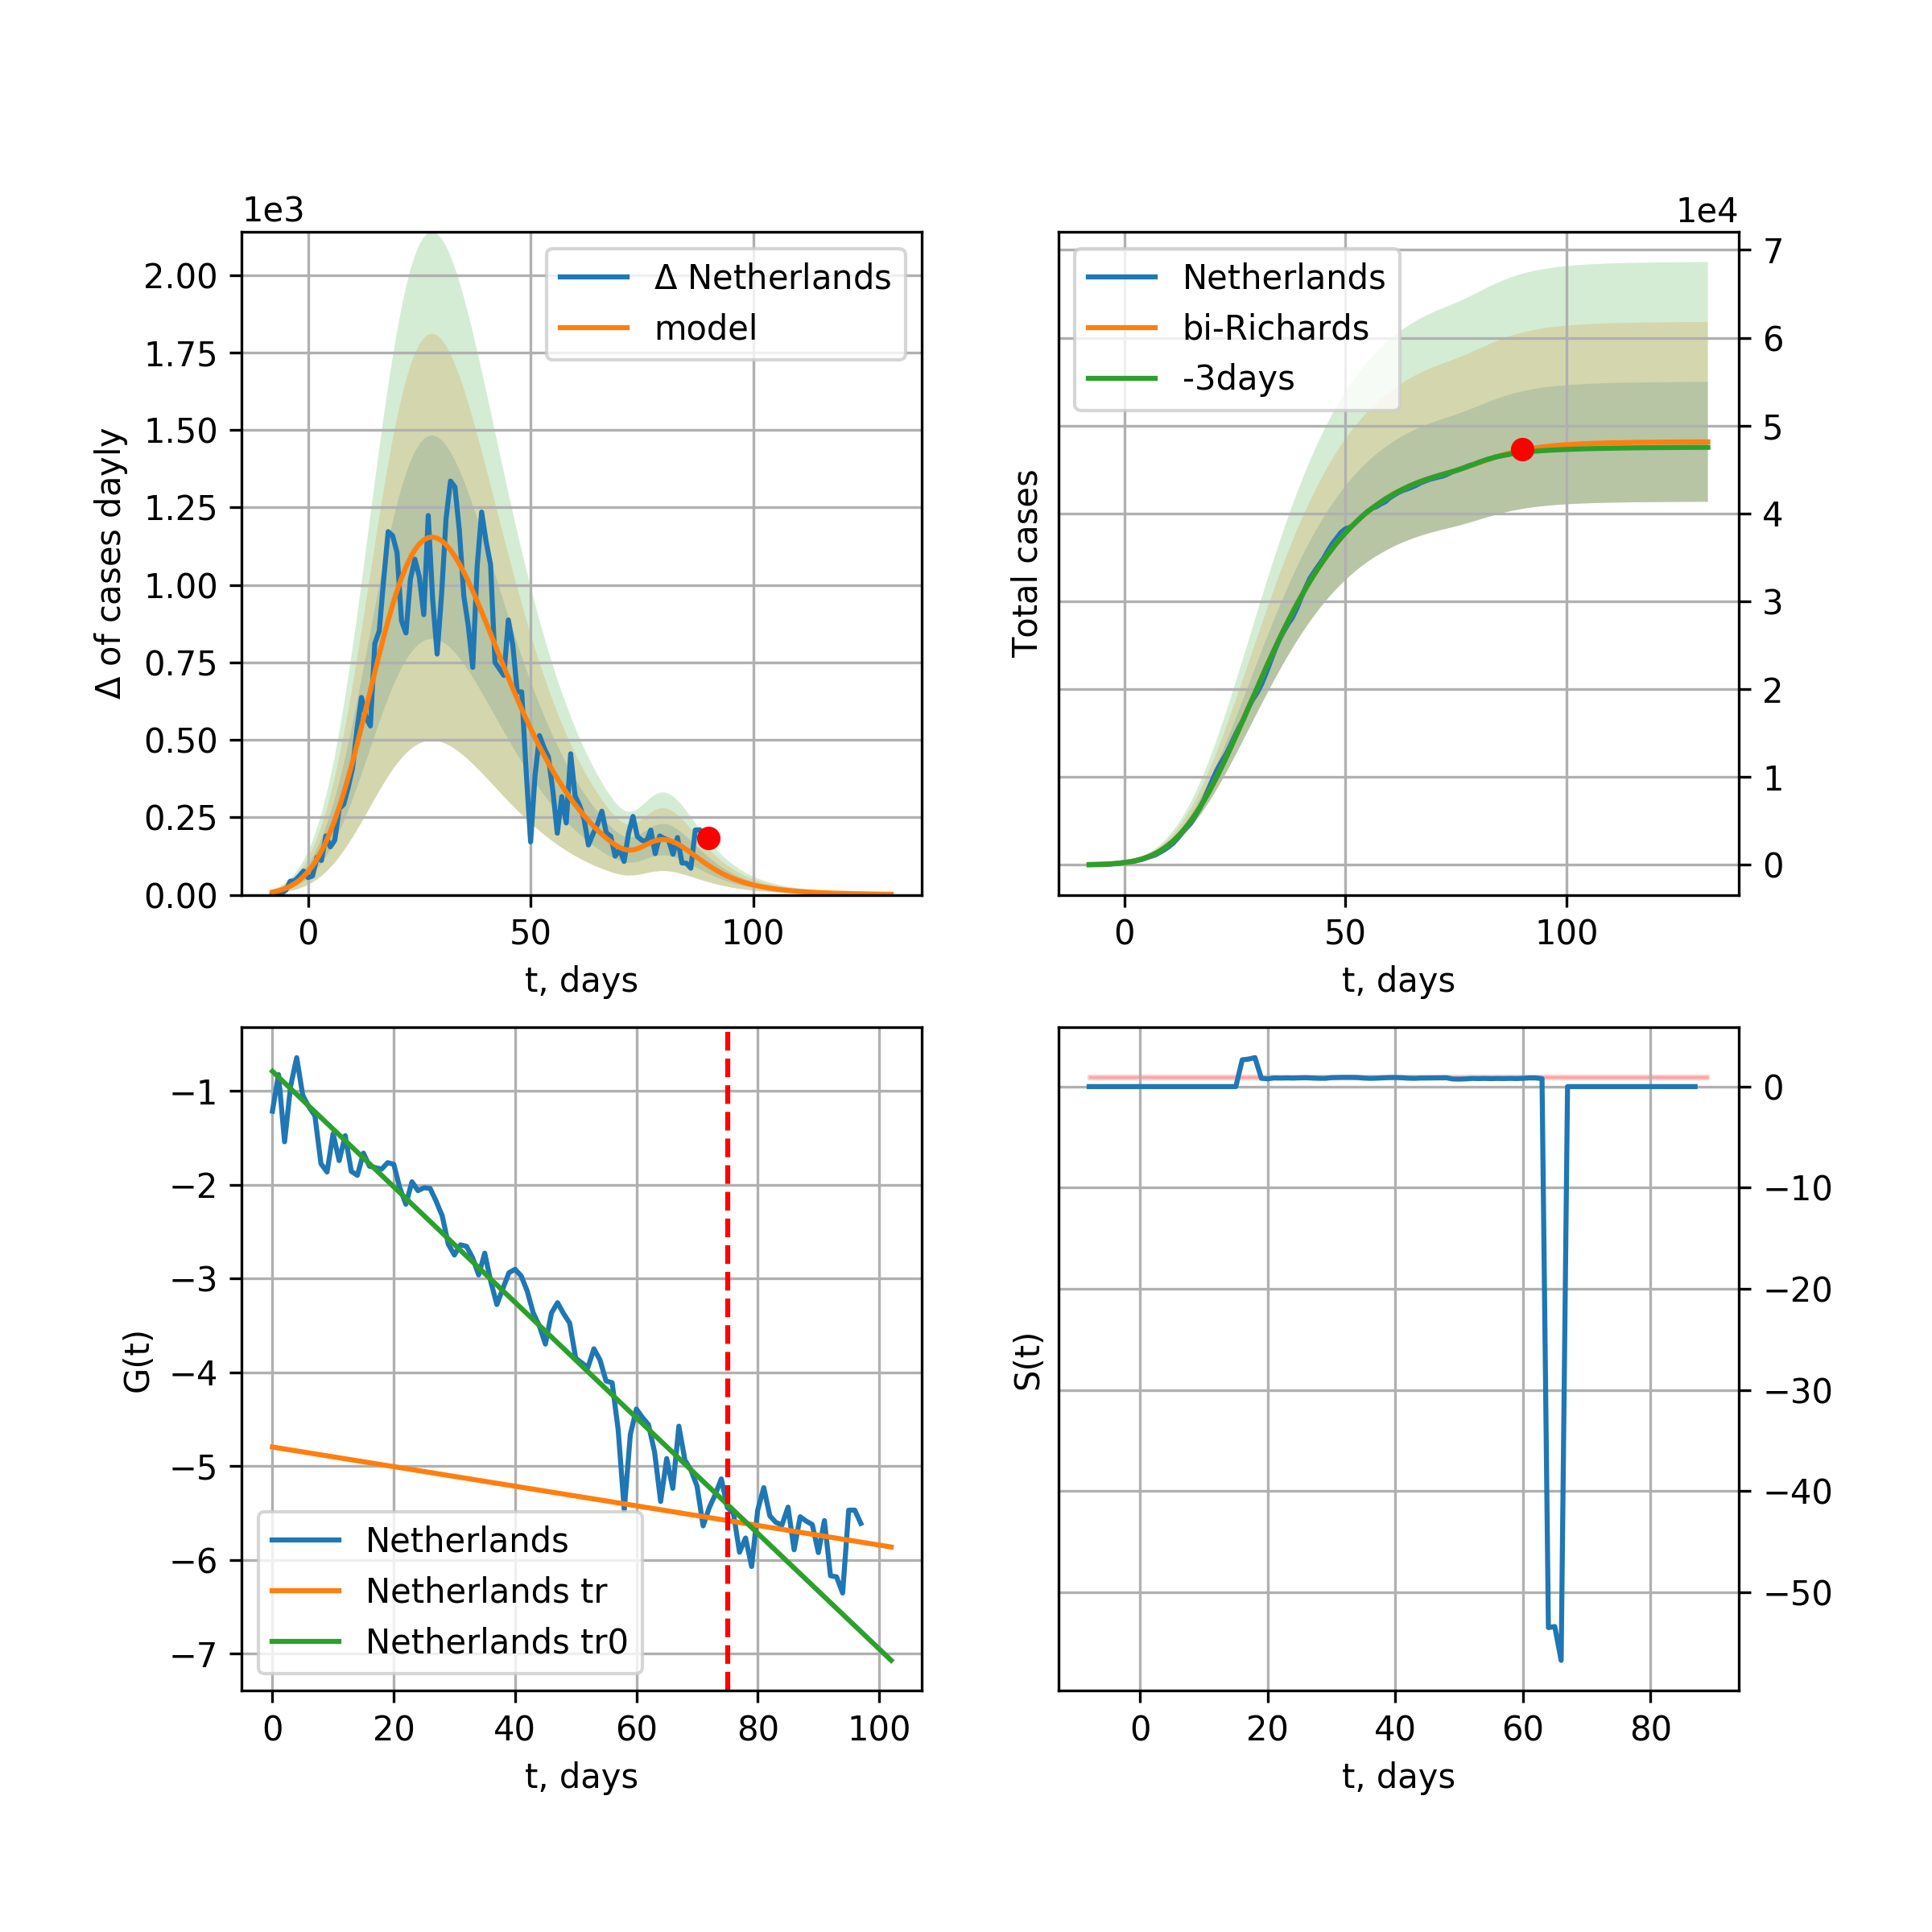 1e3
2.00
1.75
1.50
1.25
1.00
0.75
0.50
0.25
0.00
Δ of cases dayly
Δ Netherlands
model
0 50 100
t, days
1e4
7
6
5
4
3
2
1
0
Total cases
Netherlands
bi-Richards
-3days
0 50 100
t, days
−1
−2
−3
−4
−5
−6
−7
G(t)
Netherlands
Netherlands tr
Netherlands tr0
0 20 40 60 80 100
t, days
0
−10
−20
−30
−40
−50
S(t)
0 20 40 60 80
t, days